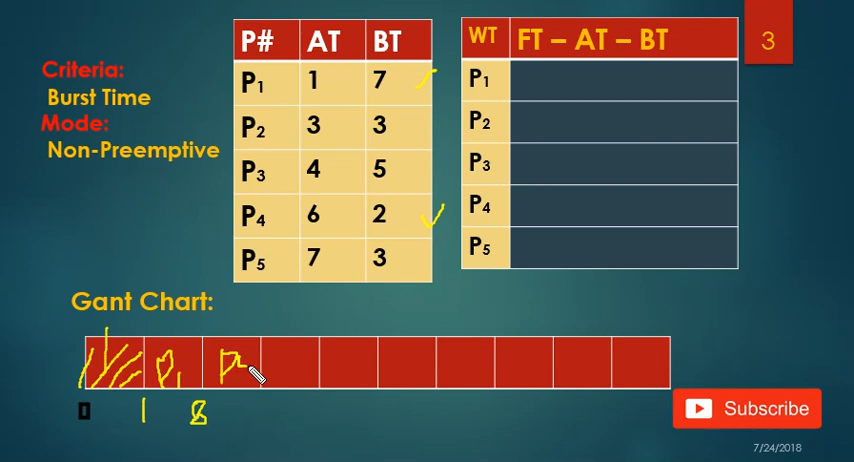 Criteria:
Burst Time
Mode:
Non-Preemptive
P# AT BT
P1 1 7
P2 3 3
P3 4 5
P4 6 2
P5 7 3
WT FT – AT – BT
P1
P2
P3
P4
P5
3
Gant Chart:
P1 P
0 1 8
Subscribe
7/24/2018